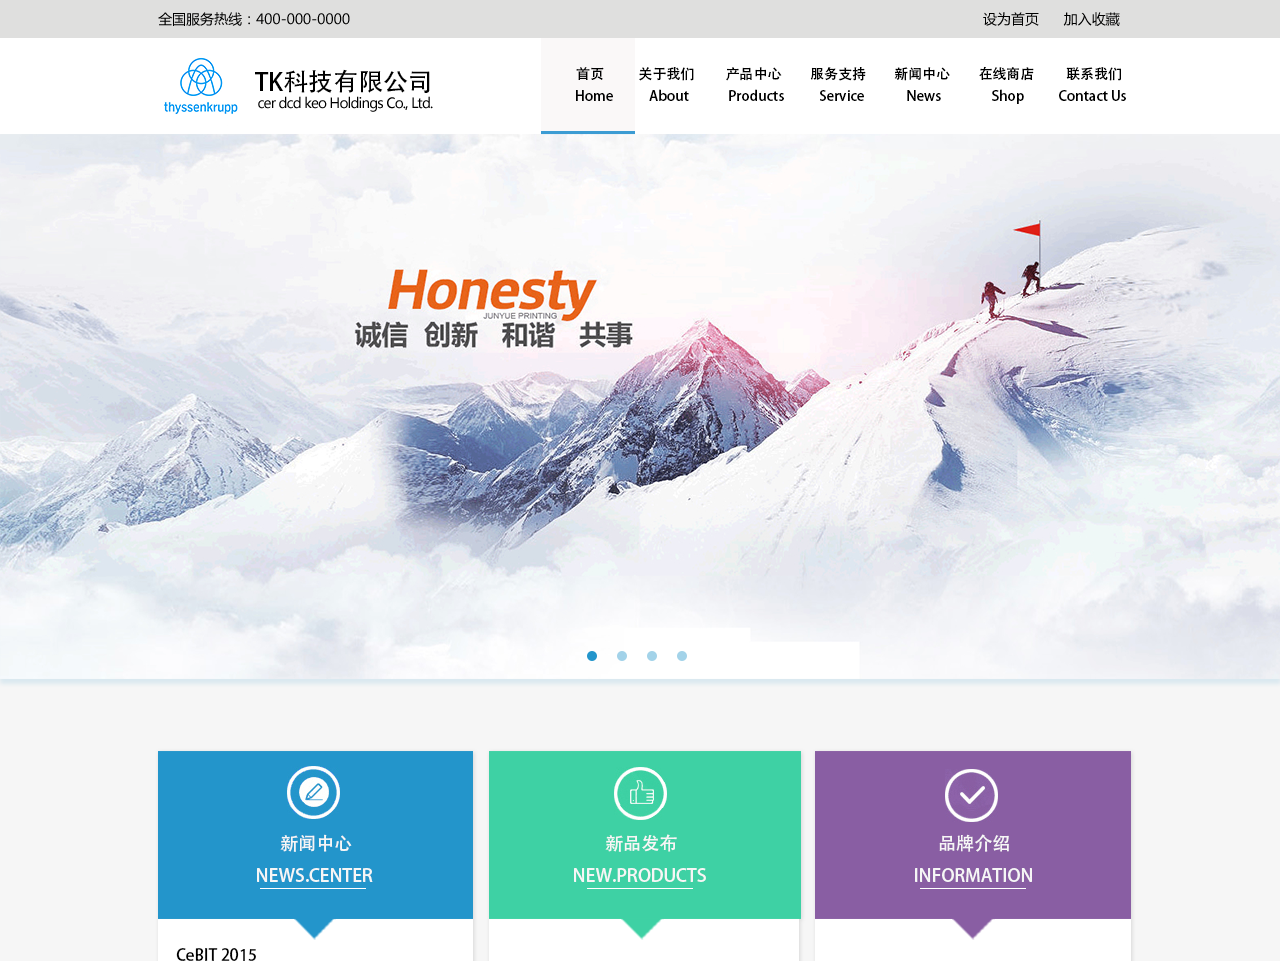 全国服务热线：400-000-0000
设为首页 加入收藏
thyssenkrupp
TK科技有限公司
cer dcd keo Holdings Co., Ltd.
首页 关于我们 产品中心 服务支持 新闻中心 在线商店 联系我们
Home About Products Service News Shop Contact Us
Honesty
JUNYUE PRINTING
诚信 创新 和谐 共事
新闻中心
NEWS.CENTER
新品发布
NEW.PRODUCTS
品牌介绍
INFORMATION
CeBIT 2015